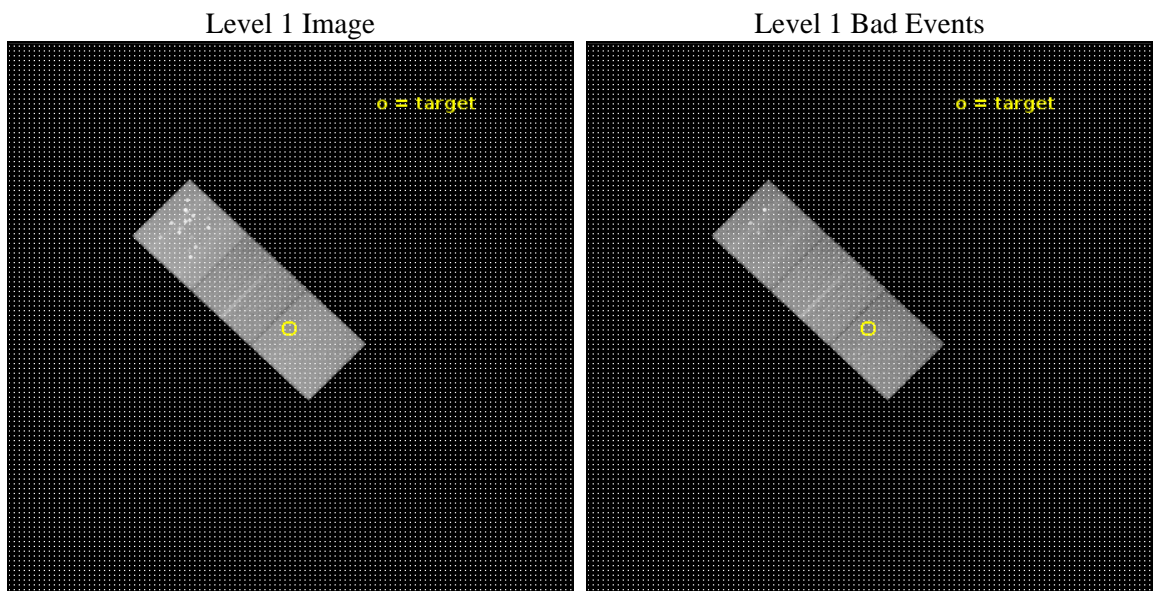 Level 1 Image
Level 1 Bad Events
o = target
o = target